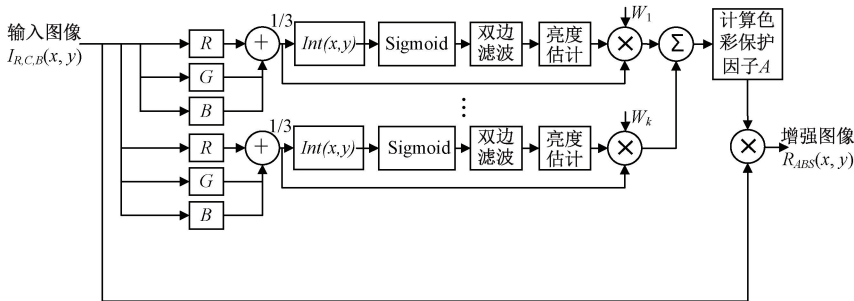 输入图像
I_{R,C,B}(x, y)
R
G
B
+
1/3
Int(x,y)
Sigmoid
双边
滤波
亮度
估计
W_1
×
Σ
计算色
彩保护
因子A
⋮
R
G
B
+
1/3
Int(x,y)
Sigmoid
双边
滤波
亮度
估计
W_k
×
×
增强图像
R_{ABS}(x, y)